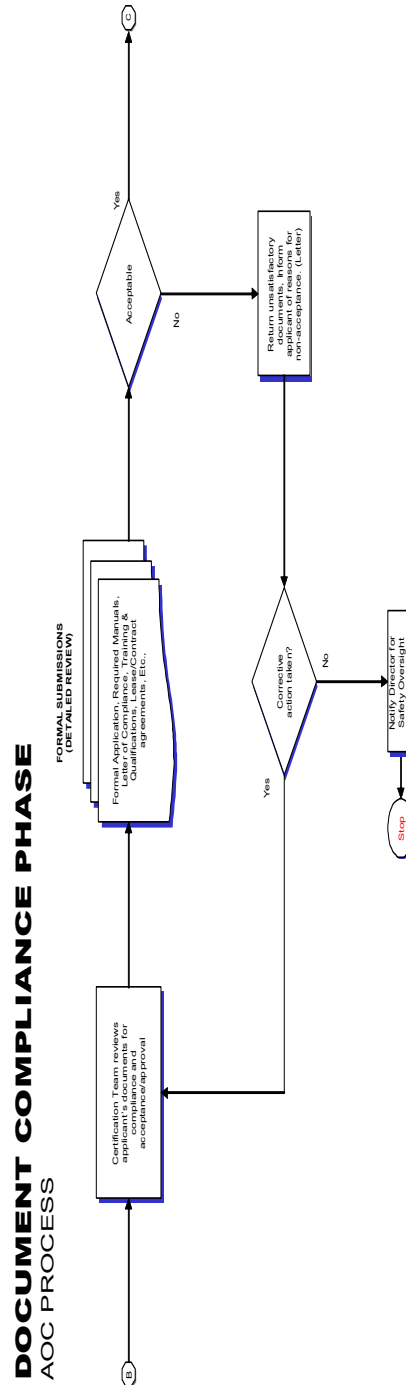 DOCUMENT COMPLIANCE PHASE
AOC PROCESS
B
Certification Team reviews
applicant's documents for
compliance and
acceptance/approval
FORMAL SUBMISSIONS
(DETAILED REVIEW)
Formal Application, Required Manuals,
Letter of Compliance, Training &
Qualifications, Lease/Contract
agreements, Etc.,
Acceptable
Yes
C
No
Return unsatisfactory
documents, Inform
applicant of reasons for
non-acceptance. (Letter)
Corrective
action taken?
Yes
No
Notify Director for
Safety Oversight
Stop